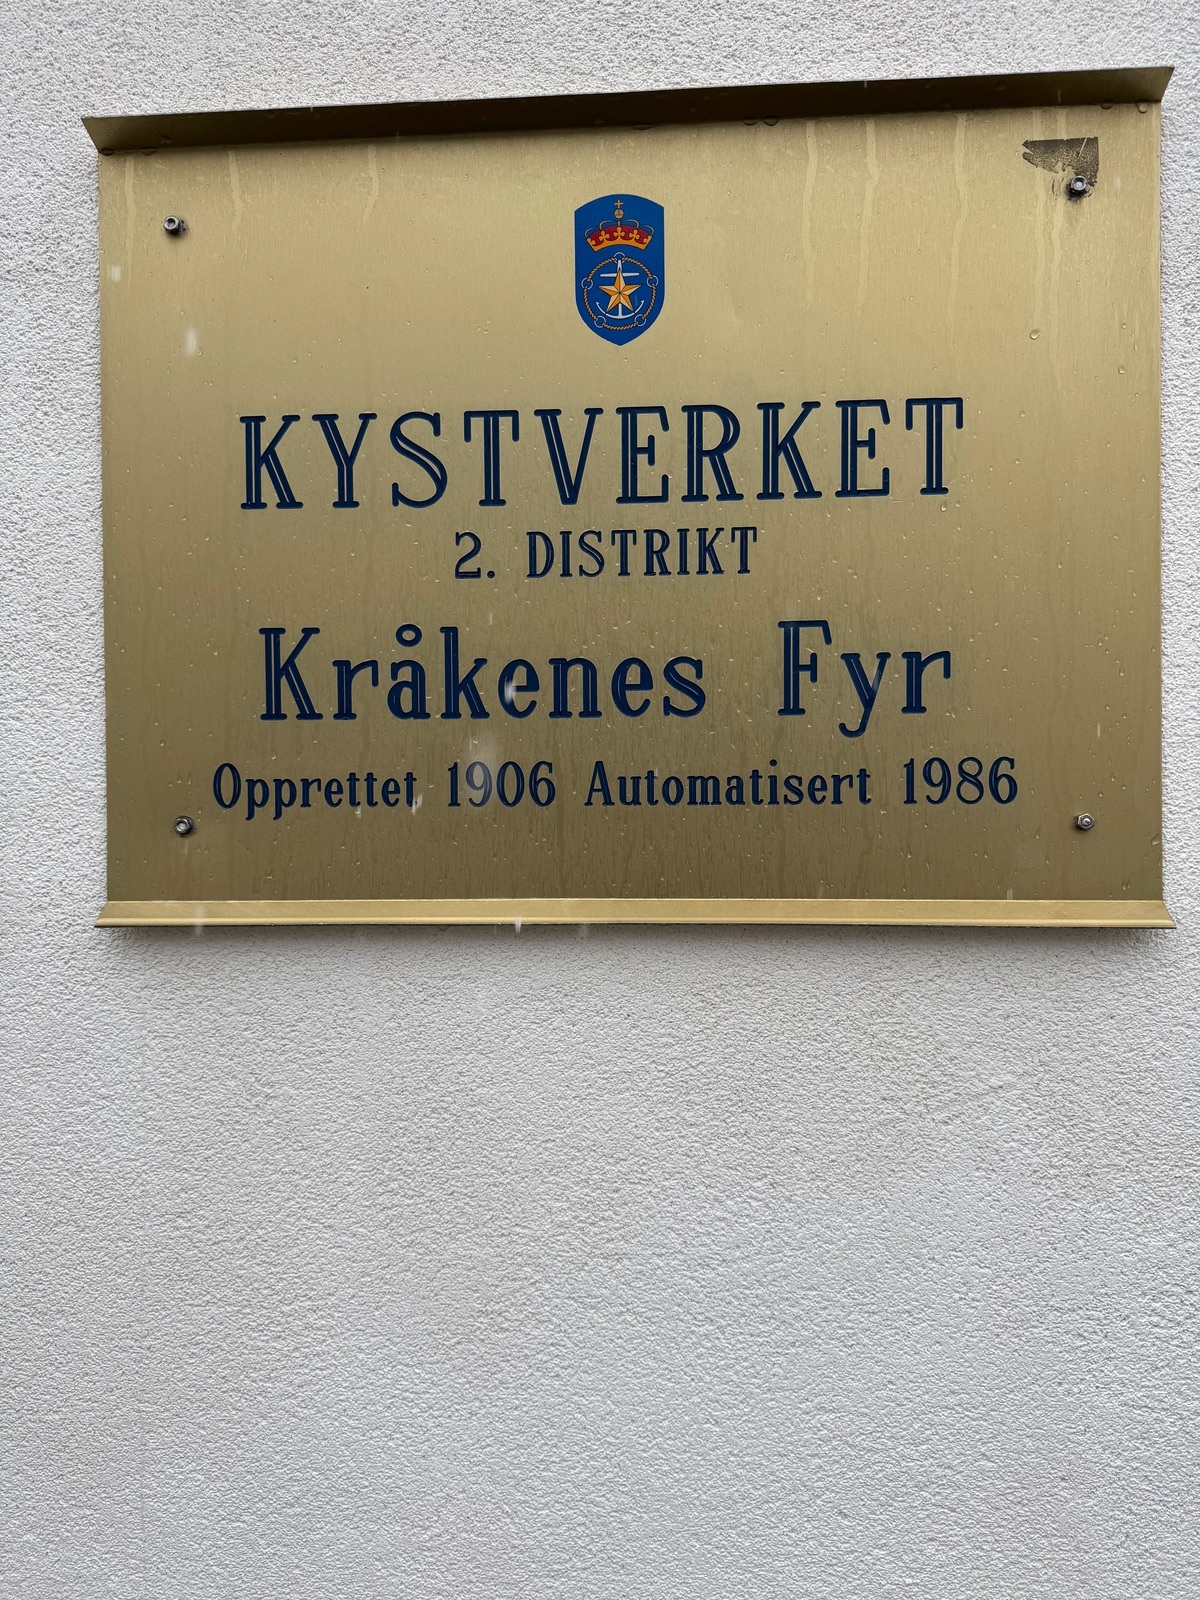 KYSTVERKET
2. DISTRIKT
Kråkenes Fyr
Opprettet 1906 Automatisert 1986